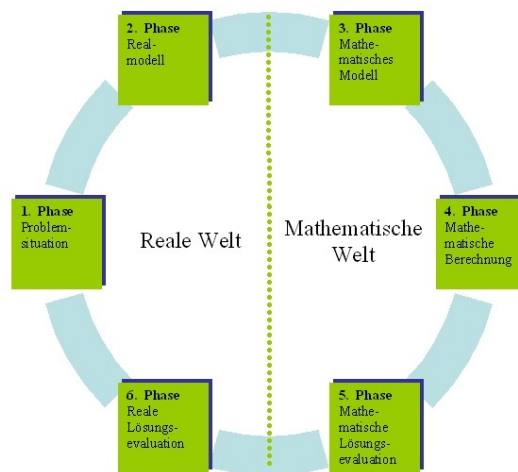 2. Phase
Real-
modell
3. Phase
Mathe-
matisches
Modell
1. Phase
Problem-
situation
Reale Welt
Mathematische
Welt
4. Phase
Mathe-
matische
Berechnung
6. Phase
Reale
Lösungs-
evaluation
5. Phase
Mathe-
matische
Lösungs-
evaluation